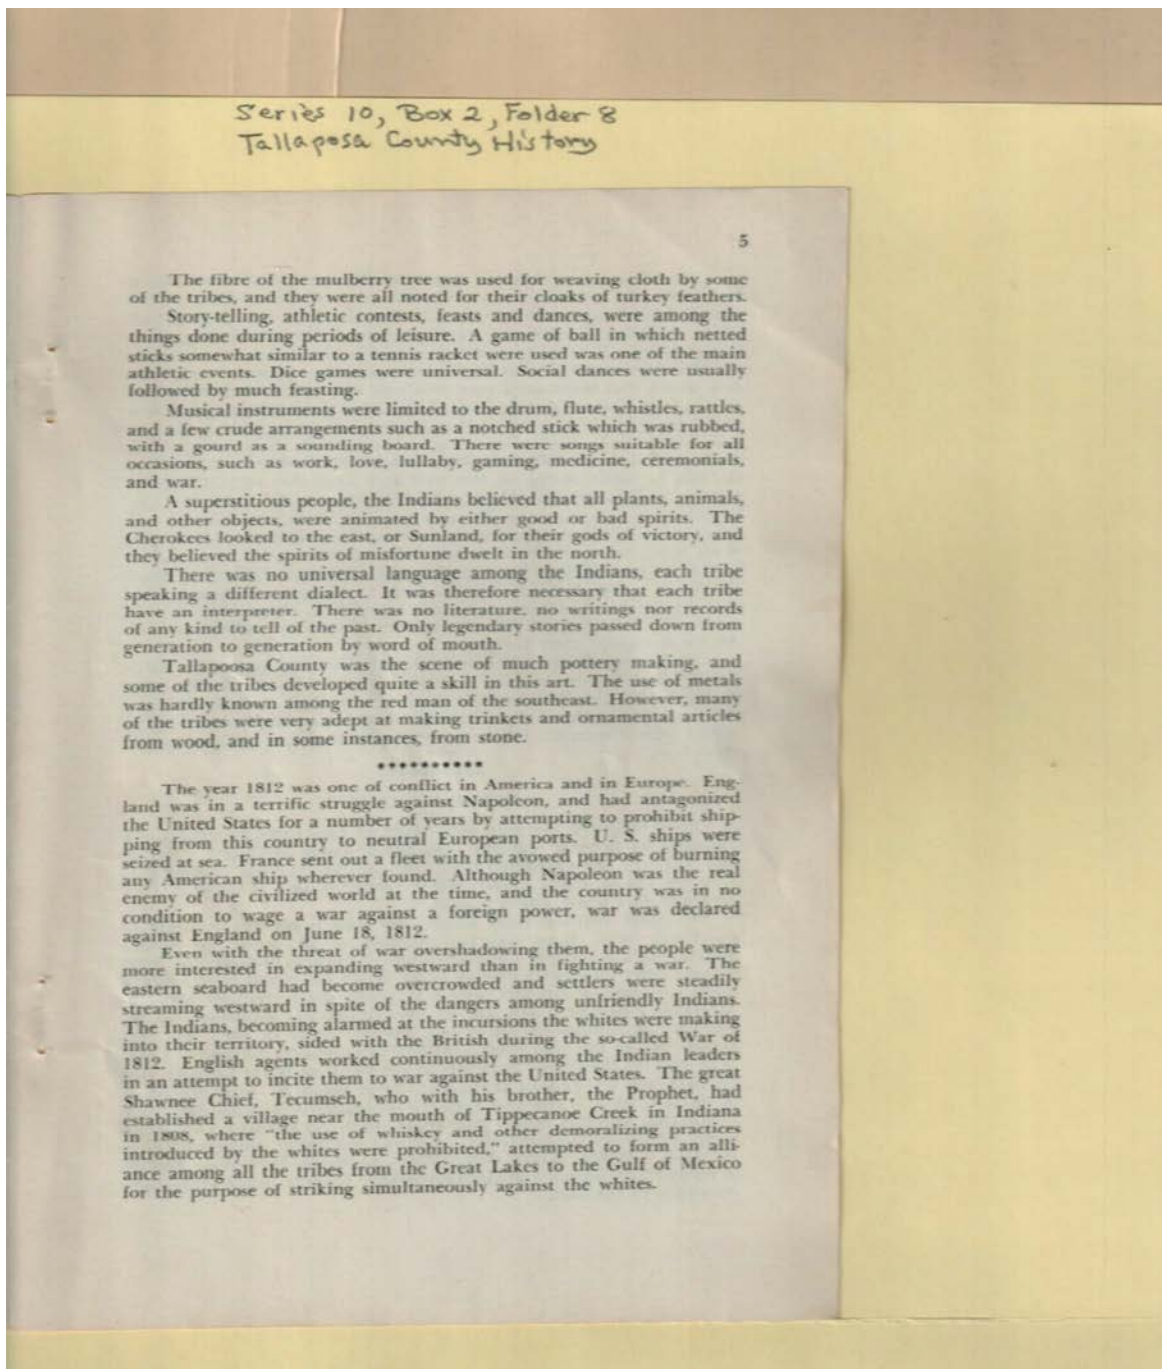 Series 10, Box 2, Folder 8
Tallaposa County History
5
The fibre of the mulberry tree was used for weaving cloth by some
of the tribes, and they were all noted for their cloaks of turkey feathers.
Story-telling, athletic contests, feasts and dances, were among the
things done during periods of leisure. A game of ball in which netted
sticks somewhat similar to a tennis racket were used was one of the main
athletic events. Dice games were universal. Social dances were usually
followed by much feasting.
Musical instruments were limited to the drum, flute, whistles, rattles,
and a few crude arrangements such as a notched stick which was rubbed,
with a gourd as a sounding board. There were songs suitable for all
occasions, such as work, love, lullaby, gaming, medicine, ceremonials,
and war.
A superstitious people, the Indians believed that all plants, animals,
and other objects, were animated by either good or bad spirits. The
Cherokees looked to the east, or Sunland, for their gods of victory, and
they believed the spirits of misfortune dwelt in the north.
There was no universal language among the Indians, each tribe
speaking a different dialect. It was therefore necessary that each tribe
have an interpreter. There was no literature, no writings nor records
of any kind to tell of the past. Only legendary stories passed down from
generation to generation by word of mouth.
Tallapoosa County was the scene of much pottery making, and
some of the tribes developed quite a skill in this art. The use of metals
was hardly known among the red man of the southeast. However, many
of the tribes were very adept at making trinkets and ornamental articles
from wood, and in some instances, from stone.
**********
The year 1812 was one of conflict in America and in Europe. Eng-
land was in a terrific struggle against Napoleon, and had antagonized
the United States for a number of years by attempting to prohibit ship-
ping from this country to neutral European ports. U. S. ships were
seized at sea. France sent out a fleet with the avowed purpose of burning
any American ship wherever found. Although Napoleon was the real
enemy of the civilized world at the time, and the country was in no
condition to wage a war against a foreign power, war was declared
against England on June 18, 1812.
Even with the threat of war overshadowing them, the people were
more interested in expanding westward than in fighting a war. The
eastern seaboard had become overcrowded and settlers were steadily
streaming westward in spite of the dangers among unfriendly Indians.
The Indians, becoming alarmed at the incursions the whites were making
into their territory, sided with the British during the so-called War of
1812. English agents worked continuously among the Indian leaders
in an attempt to incite them to war against the United States. The great
Shawnee Chief, Tecumseh, who with his brother, the Prophet, had
established a village near the mouth of Tippecanoe Creek in Indiana
in 1808, where "the use of whiskey and other demoralizing practices
introduced by the whites were prohibited," attempted to form an alli-
ance among all the tribes from the Great Lakes to the Gulf of Mexico
for the purpose of striking simultaneously against the whites.